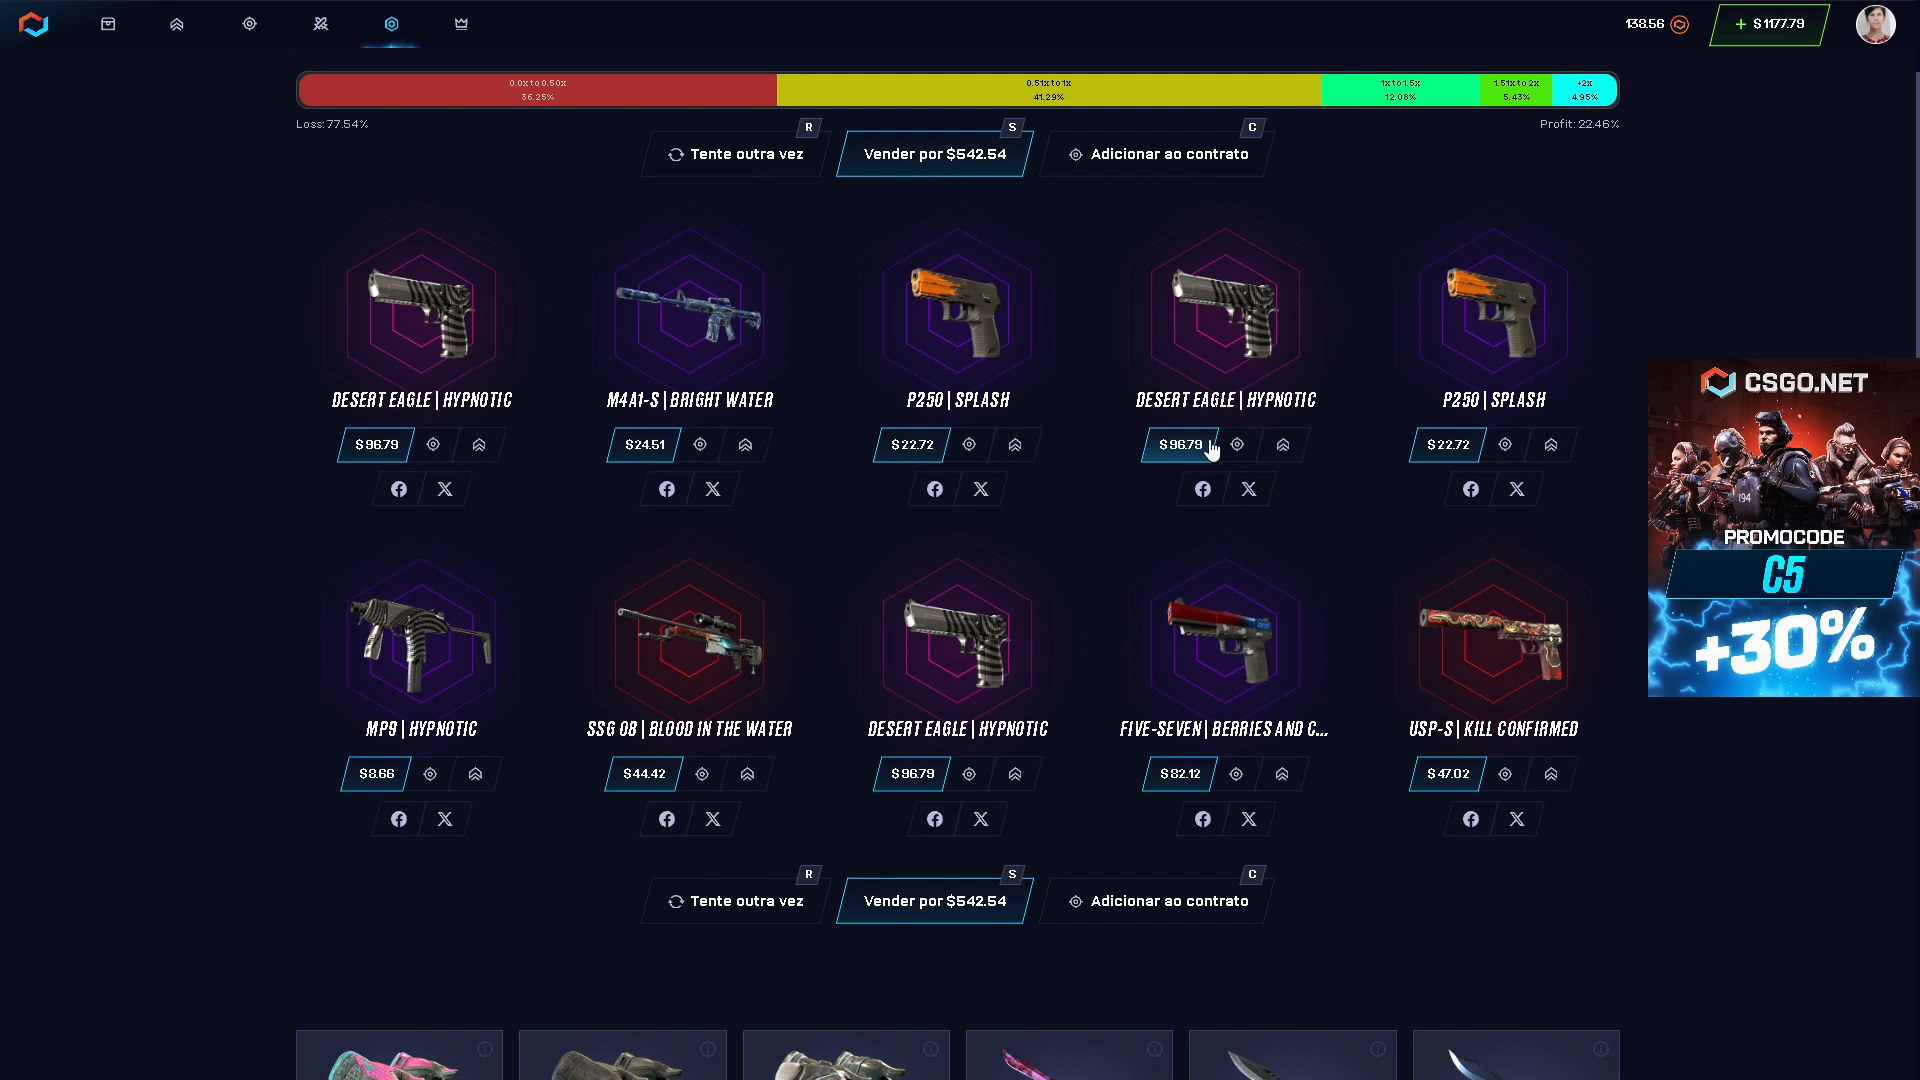 138.56
+ $ 1177.79
0.0x to 0.50x
36.25%
0.51x to 1x
41.29%
1x to 1.5x
12.08%
1.51x to 2x
5.43%
+2x
4.95%
Loss: 77.54%
Profit: 22.46%
R
S
C
Tente outra vez
Vender por $542.54
Adicionar ao contrato
DESERT EAGLE | HYPNOTIC
M4A1-S | BRIGHT WATER
P250 | SPLASH
DESERT EAGLE | HYPNOTIC
P250 | SPLASH
$ 96.79
$ 24.51
$ 22.72
$ 96.79
$ 22.72
CSGO.NET
194
PROMOCODE
C5
+30%
MP9 | HYPNOTIC
SSG 08 | BLOOD IN THE WATER
DESERT EAGLE | HYPNOTIC
FIVE-SEVEN | BERRIES AND C...
USP-S | KILL CONFIRMED
$ 8.66
$ 44.42
$ 96.79
$ 82.12
$ 47.02
R
S
C
Tente outra vez
Vender por $542.54
Adicionar ao contrato